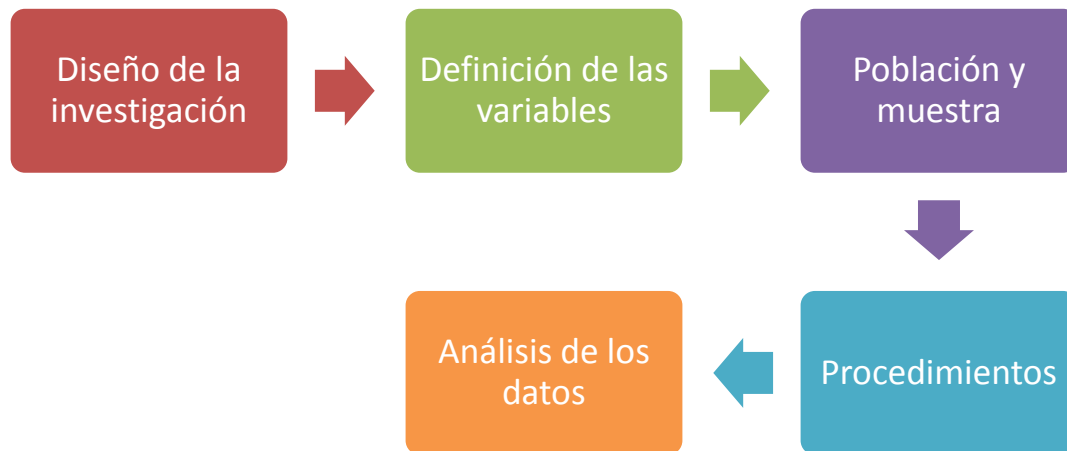 Diseño de la
investigación
Definición de las
variables
Población y
muestra
Procedimientos
Análisis de los
datos